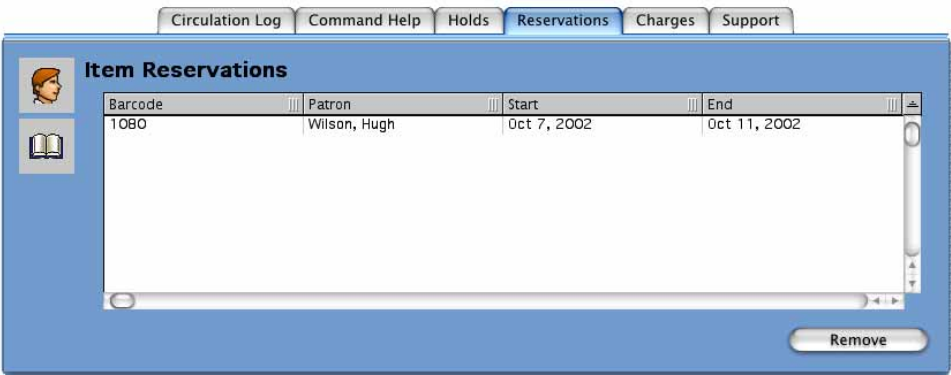 Circulation Log Command Help Holds Reservations Charges Support
Item Reservations
Barcode Patron Start End
1080 Wilson, Hugh Oct 7, 2002 Oct 11, 2002
Remove